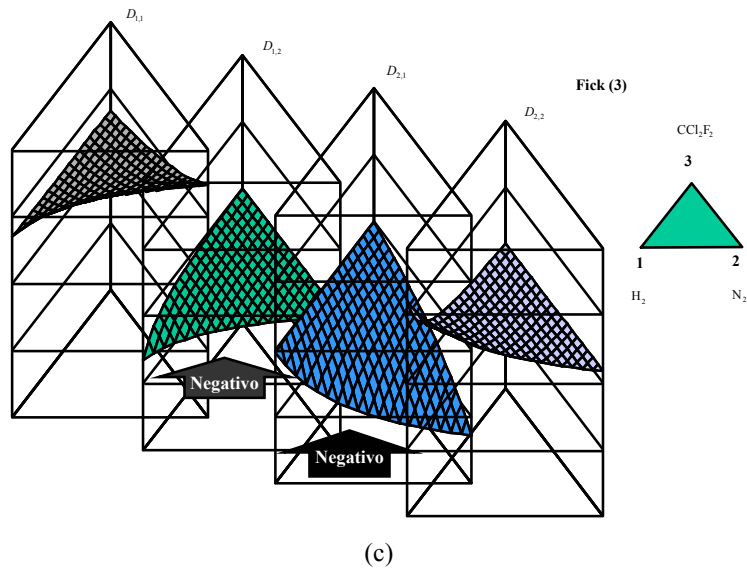 D₁,₁
D₁,₂
D₂,₁
D₂,₂
Fick (3)
CCl₂F₂
3
1
2
H₂
N₂
Negativo
Negativo
(c)